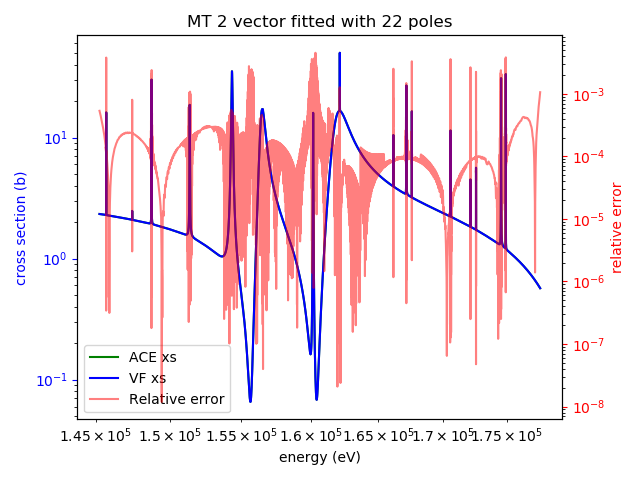 MT 2 vector fitted with 22 poles
cross section (b)
10¹
10⁰
10⁻¹
10⁻³
10⁻⁴
10⁻⁵
10⁻⁶
10⁻⁷
10⁻⁸
relative error
ACE xs
VF xs
Relative error
1.45×10⁵ 1.5×10⁵ 1.55×10⁵ 1.6×10⁵ 1.65×10⁵ 1.7×10⁵ 1.75×10⁵
energy (eV)